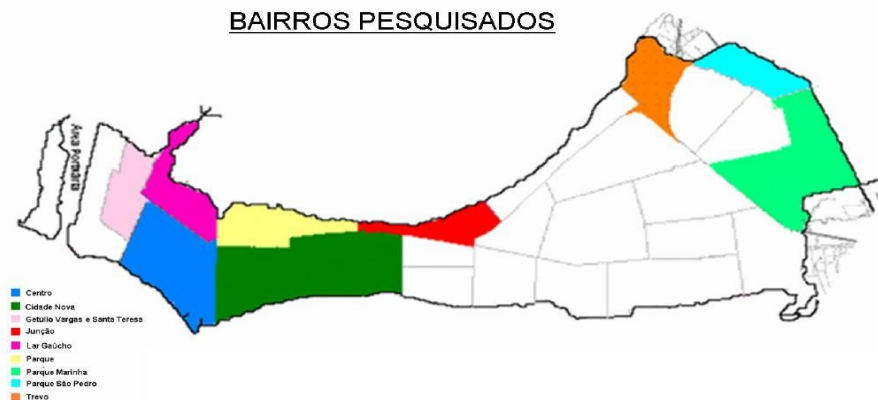 BAIRROS PESQUISADOS
Área Portuária
Centro
Cidade Nova
Getúlio Vargas e Santa Teresa
Junção
Lar Gaúcho
Parque
Parque Marinha
Parque São Pedro
Trevo